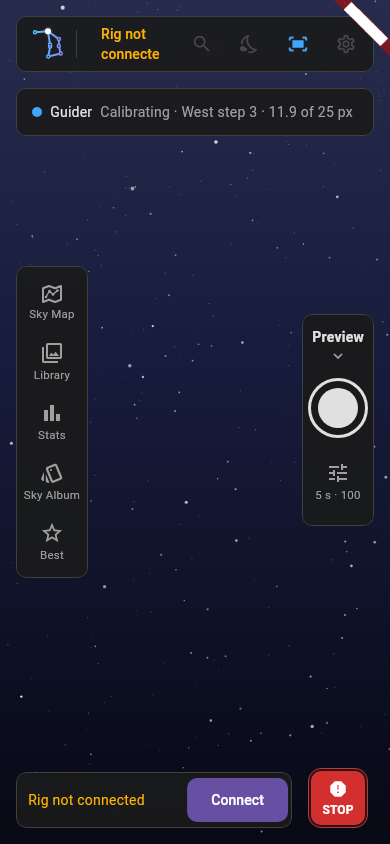 Rig not
connecte
Guider Calibrating · West step 3 · 11.9 of 25 px
Sky Map
Library
Stats
Sky Album
Best
Preview
5 s · 100
Rig not connected
Connect
STOP